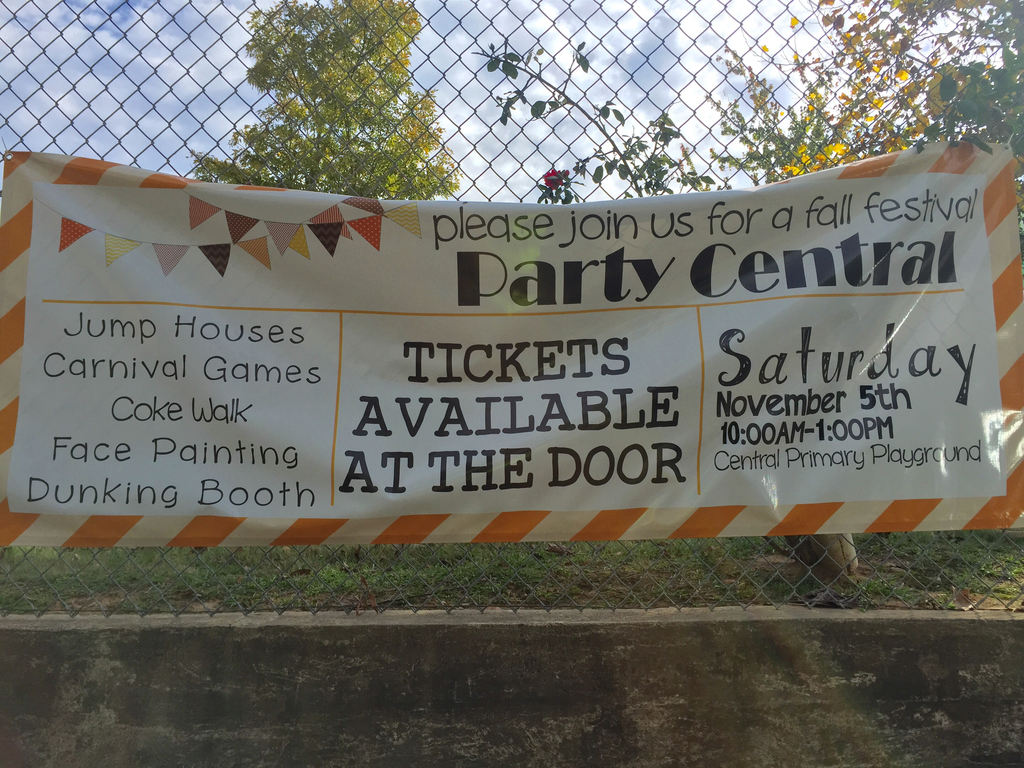 please join us for a fall festival
Party Central
Jump Houses
Carnival Games
Coke Walk
Face Painting
Dunking Booth
TICKETS
AVAILABLE
AT THE DOOR
Saturday
November 5th
10:00AM-1:00PM
Central Primary Playground